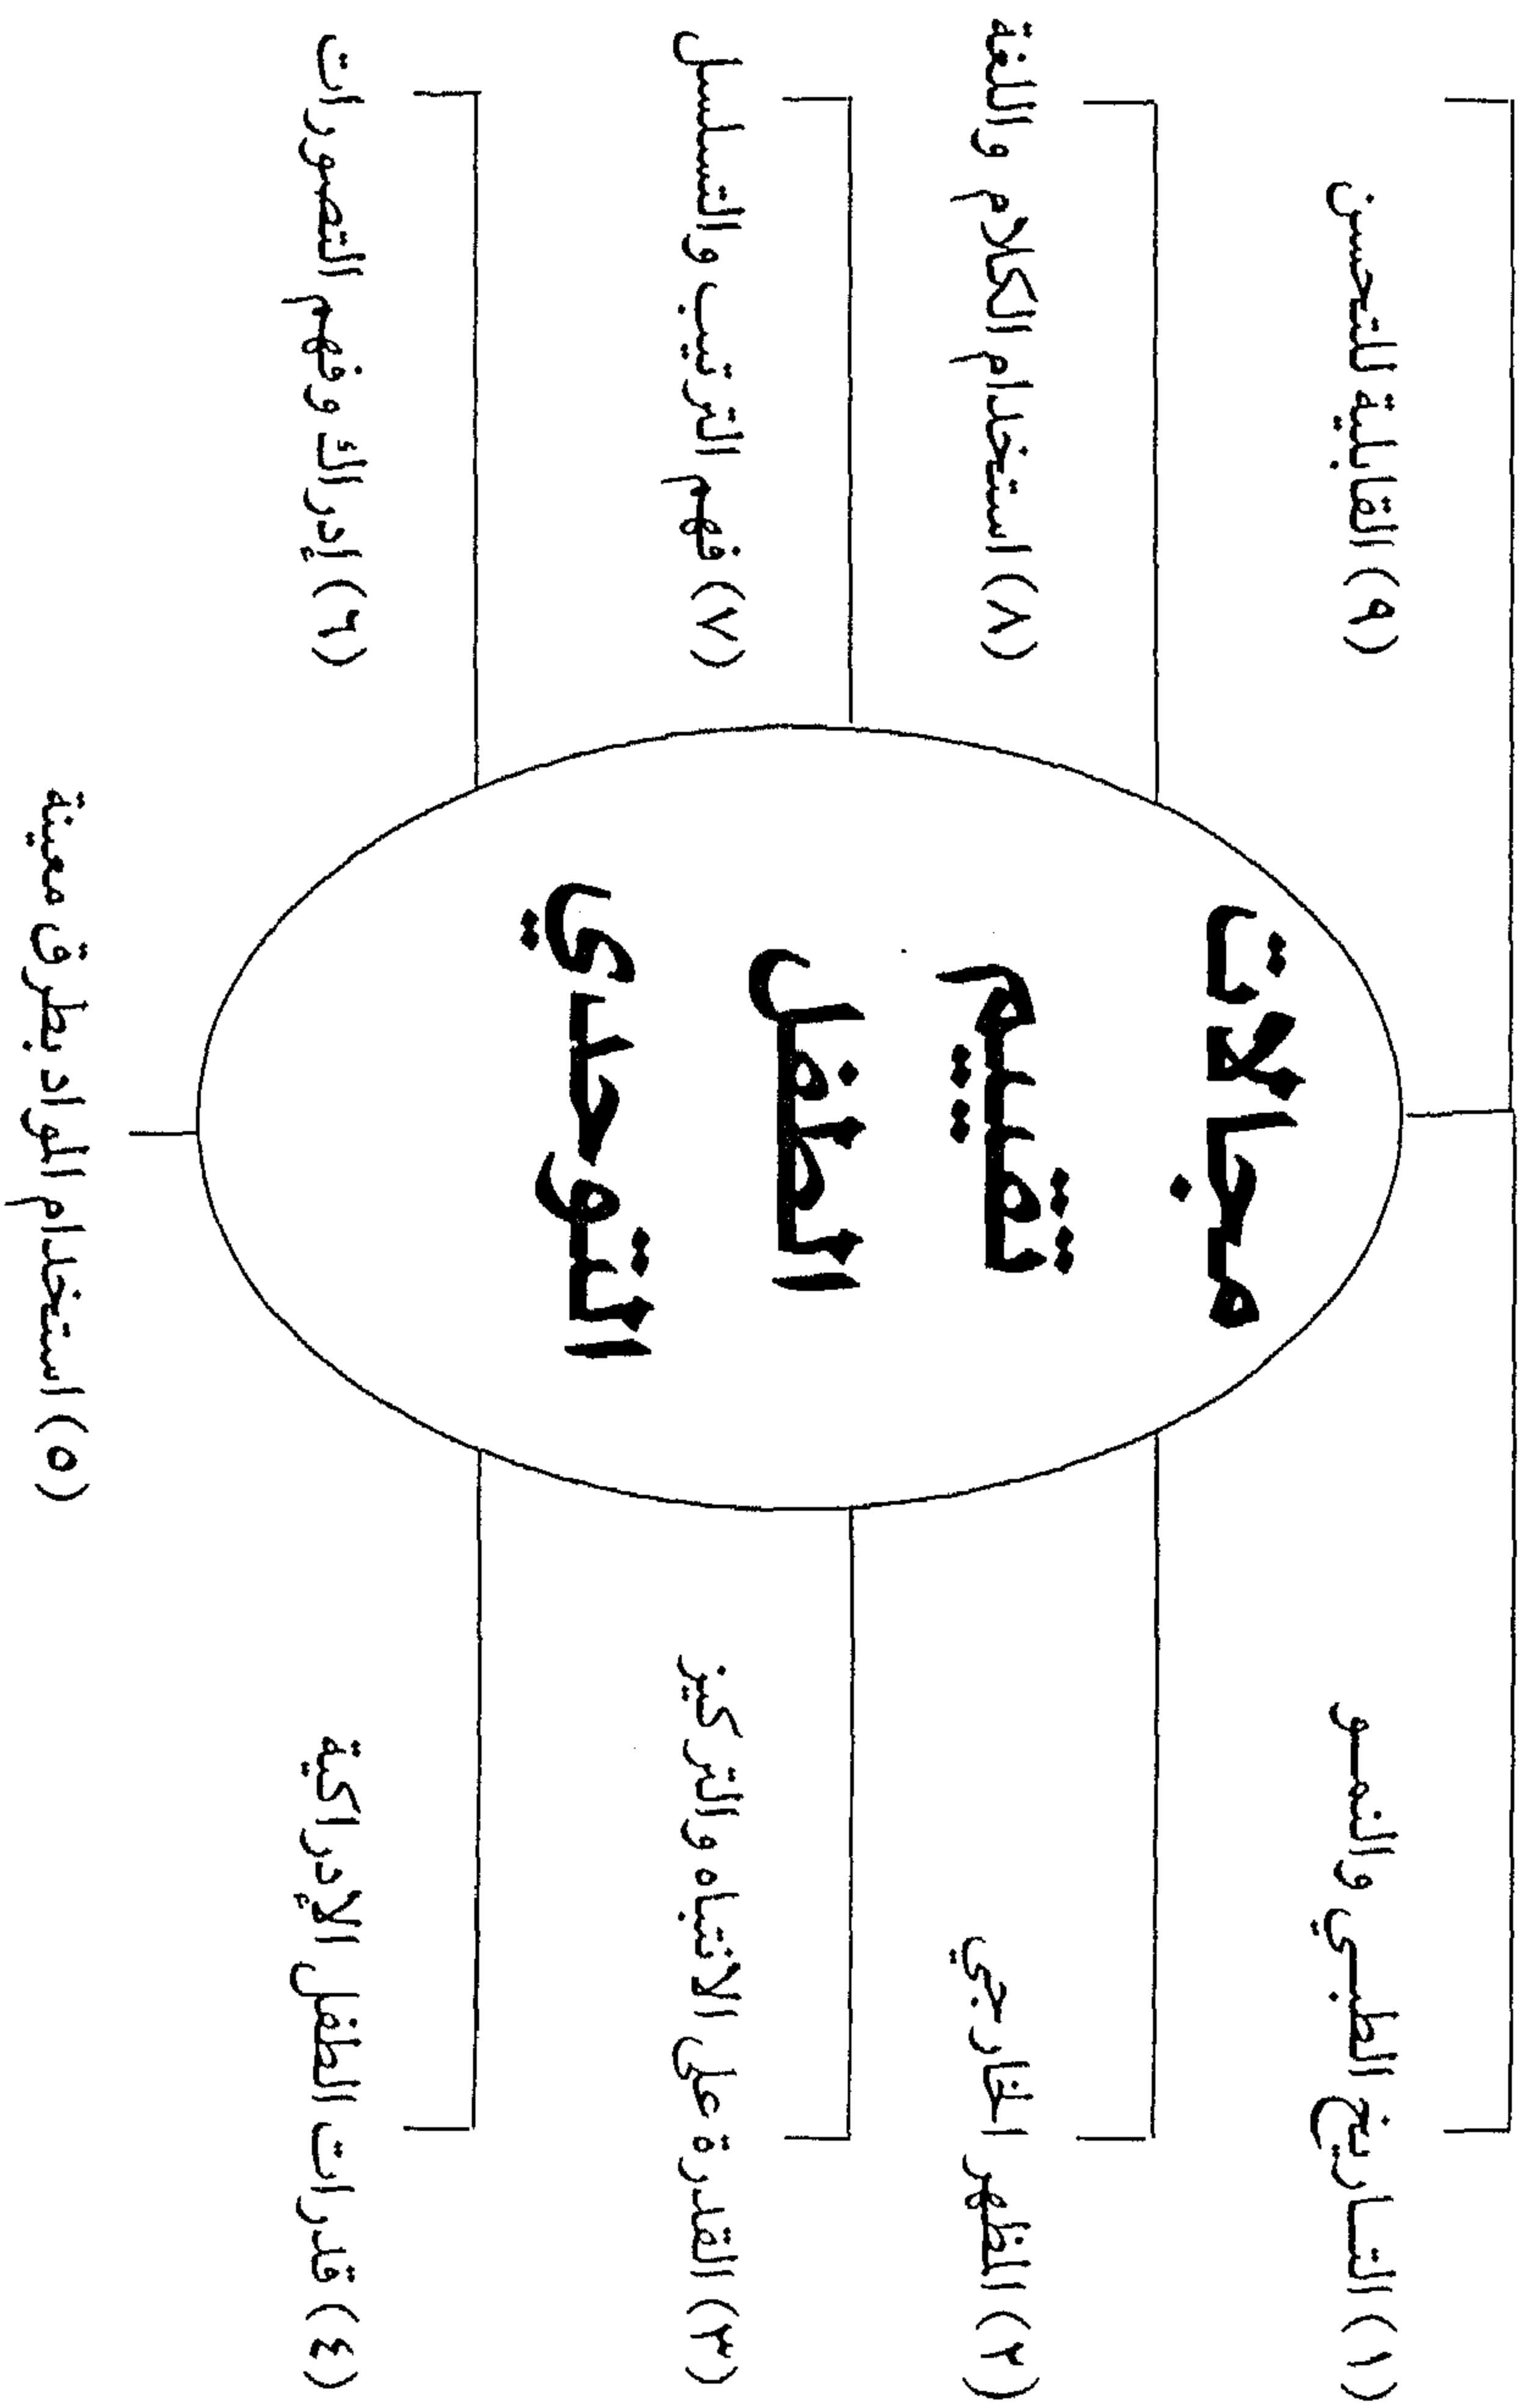 مجالات
تقييم
الطفل
التوحدي
(١) التاريخ الطبي والنمو
(٢) المظهر الخارجي
(٣) القدرة على الانتباه والتركيز
(٤) قدرات الطفل الإدراكية
(٥) استخدام المواد بطرق معينة
(٦) إدراك وفهم التصورات
(٧) فهم الترتيب والتسلسل
(٨) استخدام الكلام واللغة
(٩) القابلية للتحسن